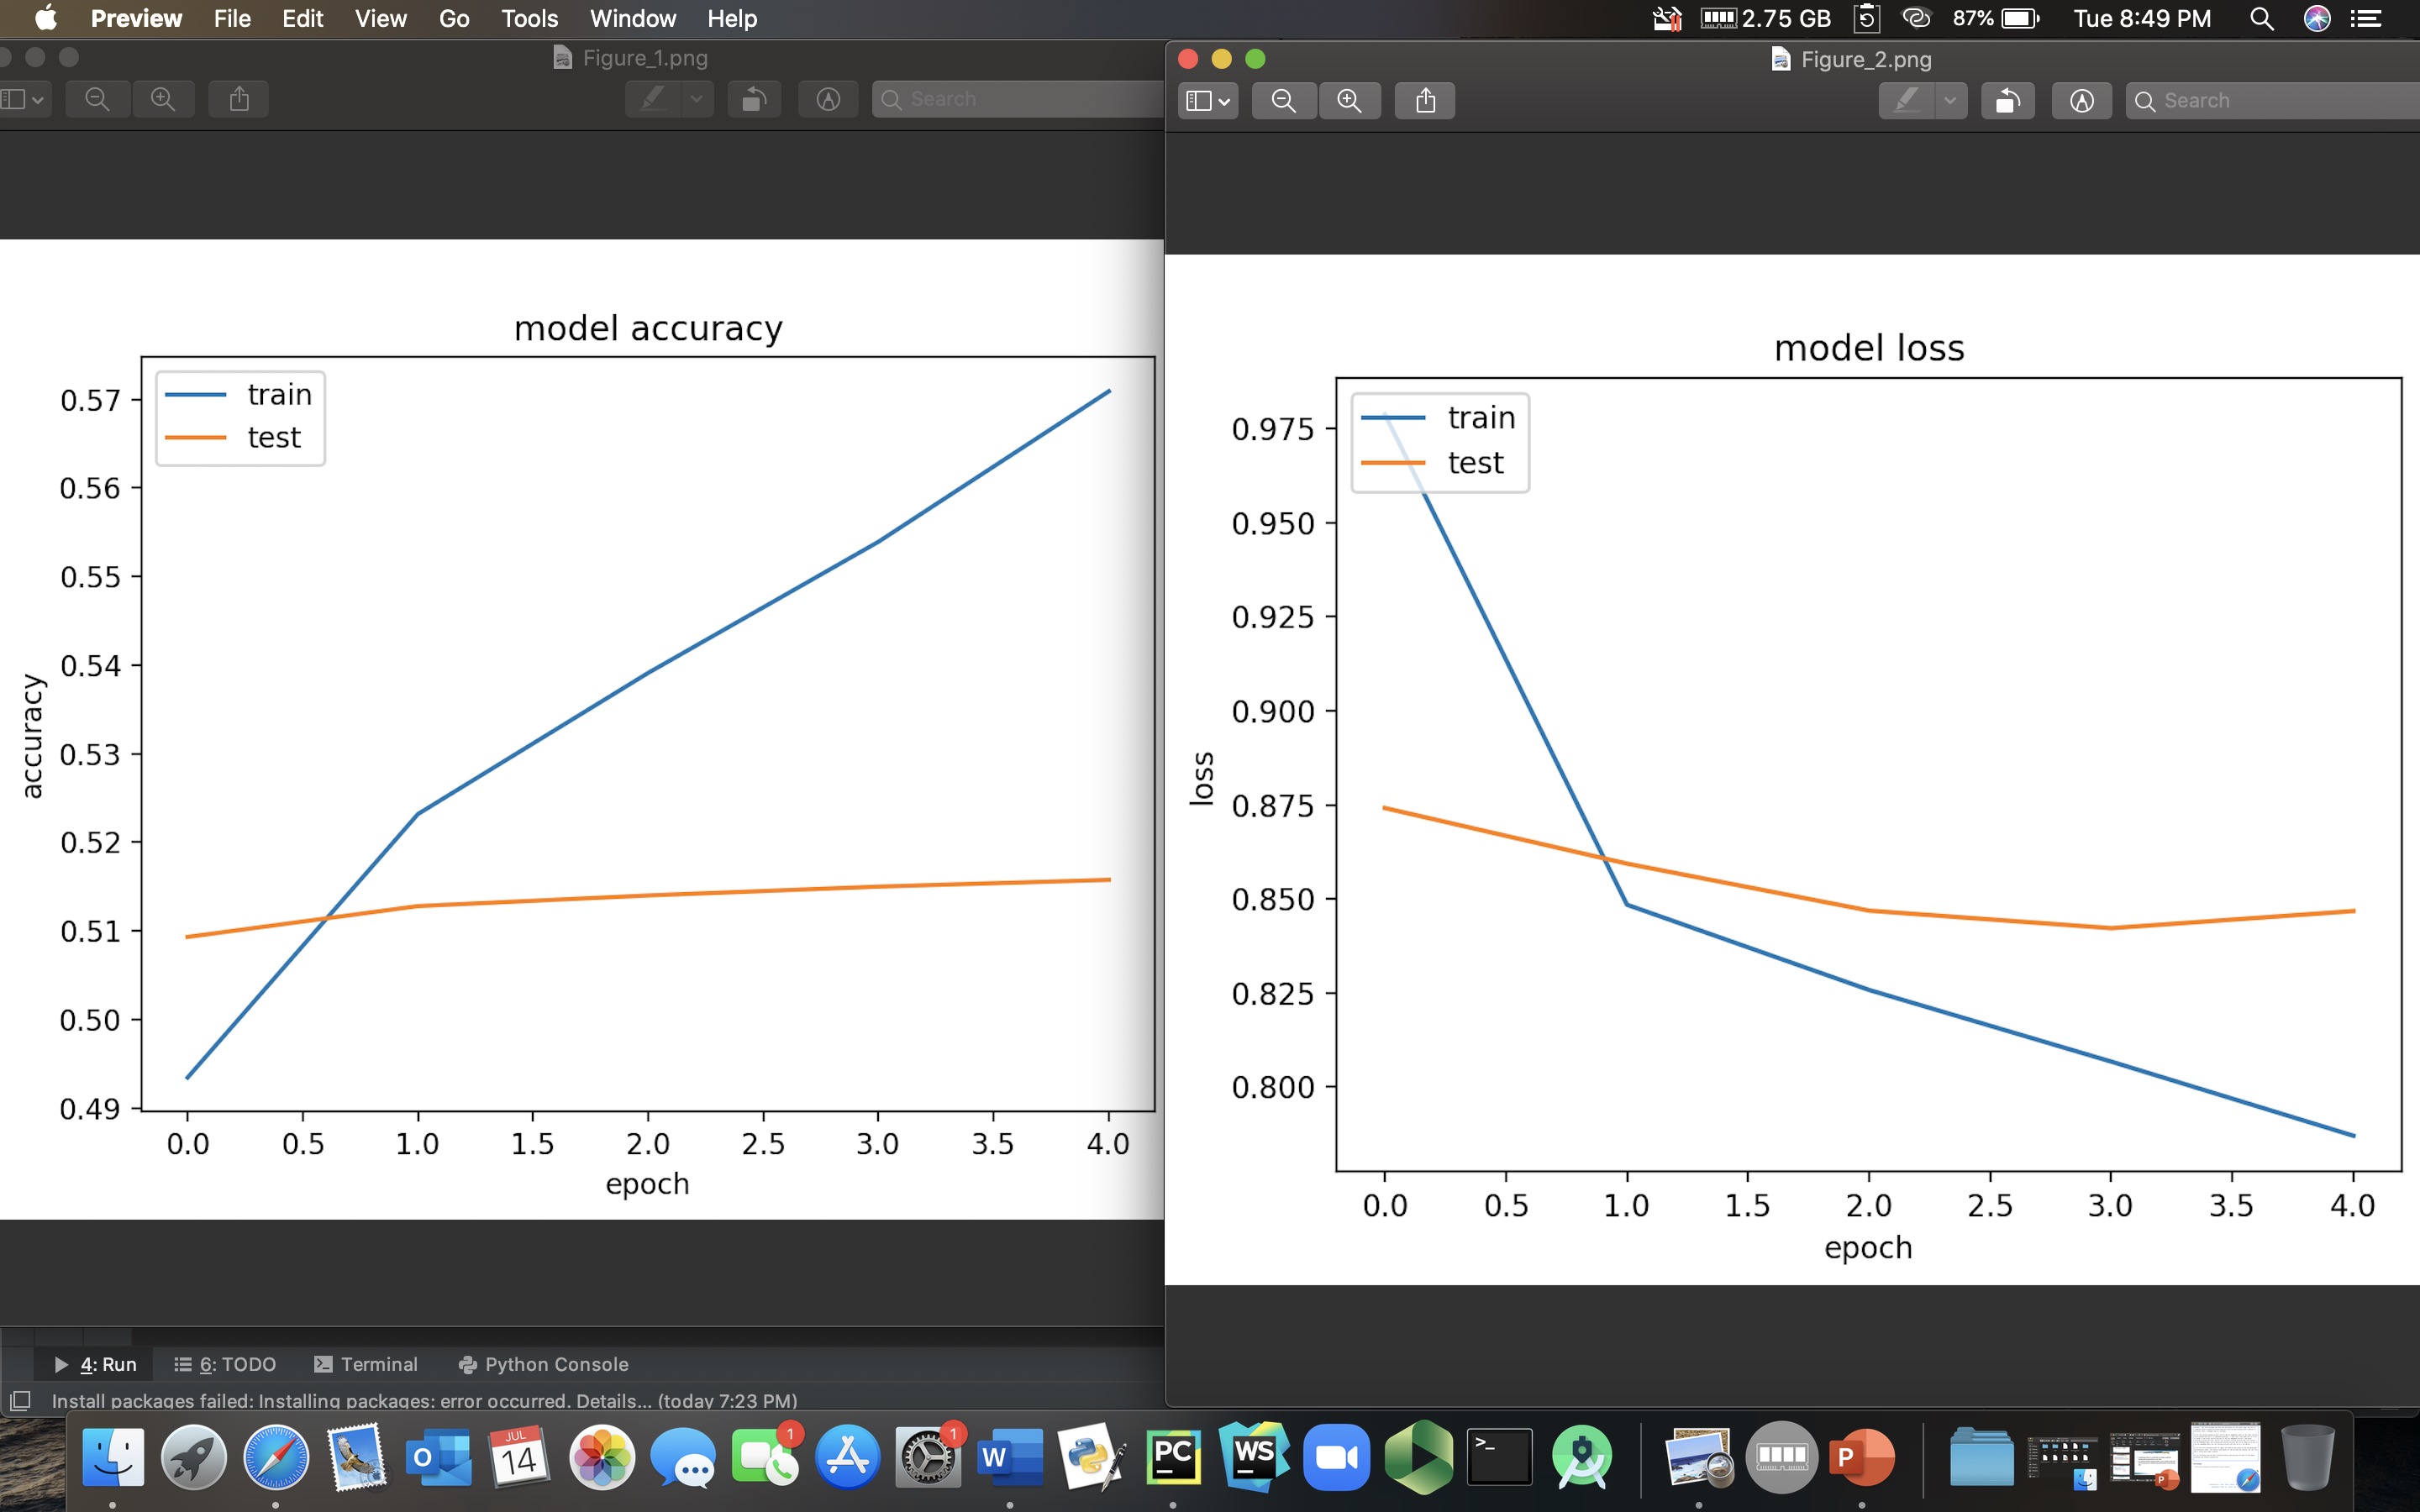 Preview File Edit View Go Tools Window Help 2.75 GB 87% Tue 8:49 PM
Figure_1.png
Search
Figure_2.png
Search
model accuracy
train
test
0.57
0.56
0.55
0.54
0.53
0.52
0.51
0.50
0.49
accuracy
0.0 0.5 1.0 1.5 2.0 2.5 3.0 3.5 4.0
epoch
model loss
train
test
0.975
0.950
0.925
0.900
0.875
0.850
0.825
0.800
loss
0.0 0.5 1.0 1.5 2.0 2.5 3.0 3.5 4.0
epoch
4: Run 6: TODO Terminal Python Console
Install packages failed: Installing packages: error occurred. Details... (today 7:23 PM)
O JUL 14 1 1 W PC WS >_ P